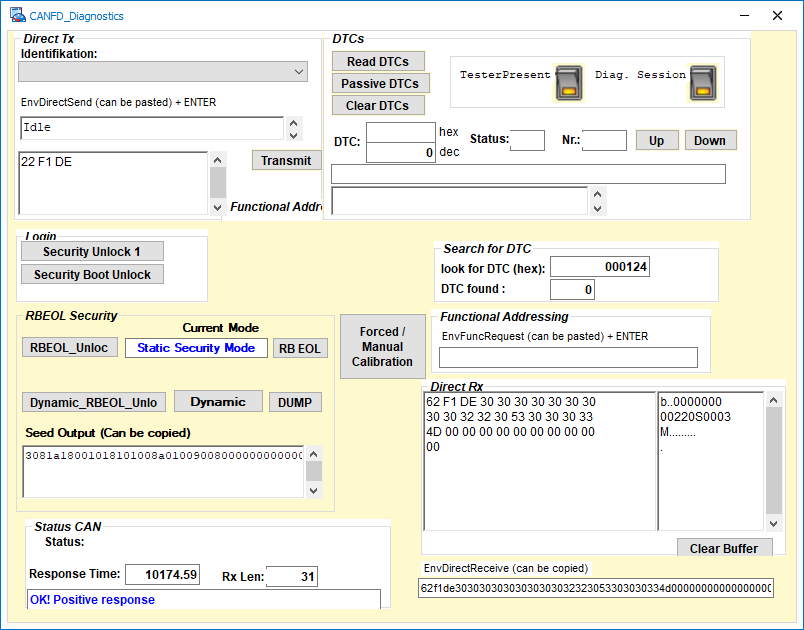 CANFD_Diagnostics
Direct Tx
Identifikation:
EnvDirectSend (can be pasted) + ENTER
Idle
22 F1 DE
Transmit
Functional Addr
DTCs
Read DTCs
Passive DTCs
Clear DTCs
TesterPresent
Diag. Session
DTC:
hex
0 dec
Status:
Nr.:
Up
Down
Login
Security Unlock 1
Security Boot Unlock
Search for DTC
look for DTC (hex): 000124
DTC found : 0
RBEOL Security
Current Mode
RBEOL_Unloc
Static Security Mode
RB EOL
Dynamic_RBEOL_Unlo
Dynamic
DUMP
Seed Output (Can be copied)
3081a18001018101008a01009008000000000000
Forced /
Manual
Calibration
Functional Addressing
EnvFuncRequest (can be pasted) + ENTER
Direct Rx
62 F1 DE 30 30 30 30 30 30 30
30 30 32 32 30 53 30 30 30 33
4D 00 00 00 00 00 00 00 00 00
00
b..0000000
00220S0003
M.........
.
Clear Buffer
EnvDirectReceive (can be copied)
62f1de303030303030303030323230533030303334d0000000000000000
Status CAN
Status:
Response Time: 10174.59
Rx Len: 31
OK! Positive response